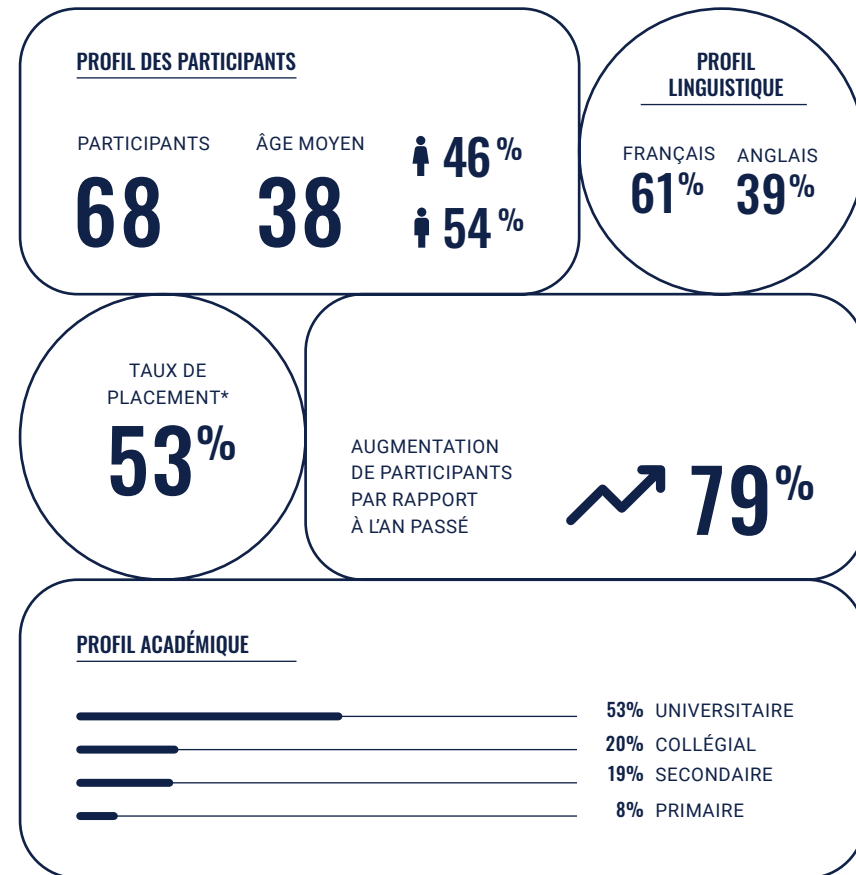 PROFIL DES PARTICIPANTS
PARTICIPANTS
68
ÂGE MOYEN
38
46%
54%
PROFIL
LINGUISTIQUE
FRANÇAIS
61%
ANGLAIS
39%
TAUX DE
PLACEMENT*
53%
AUGMENTATION
DE PARTICIPANTS
PAR RAPPORT
À L'AN PASSÉ
79%
PROFIL ACADÉMIQUE
53% UNIVERSITAIRE
20% COLLÉGIAL
19% SECONDAIRE
8% PRIMAIRE